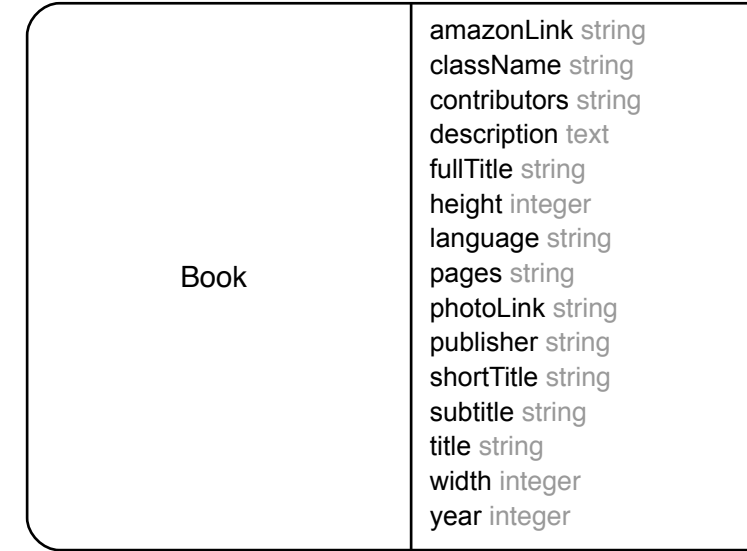 Book
amazonLink string
className string
contributors string
description text
fullTitle string
height integer
language string
pages string
photoLink string
publisher string
shortTitle string
subtitle string
title string
width integer
year integer